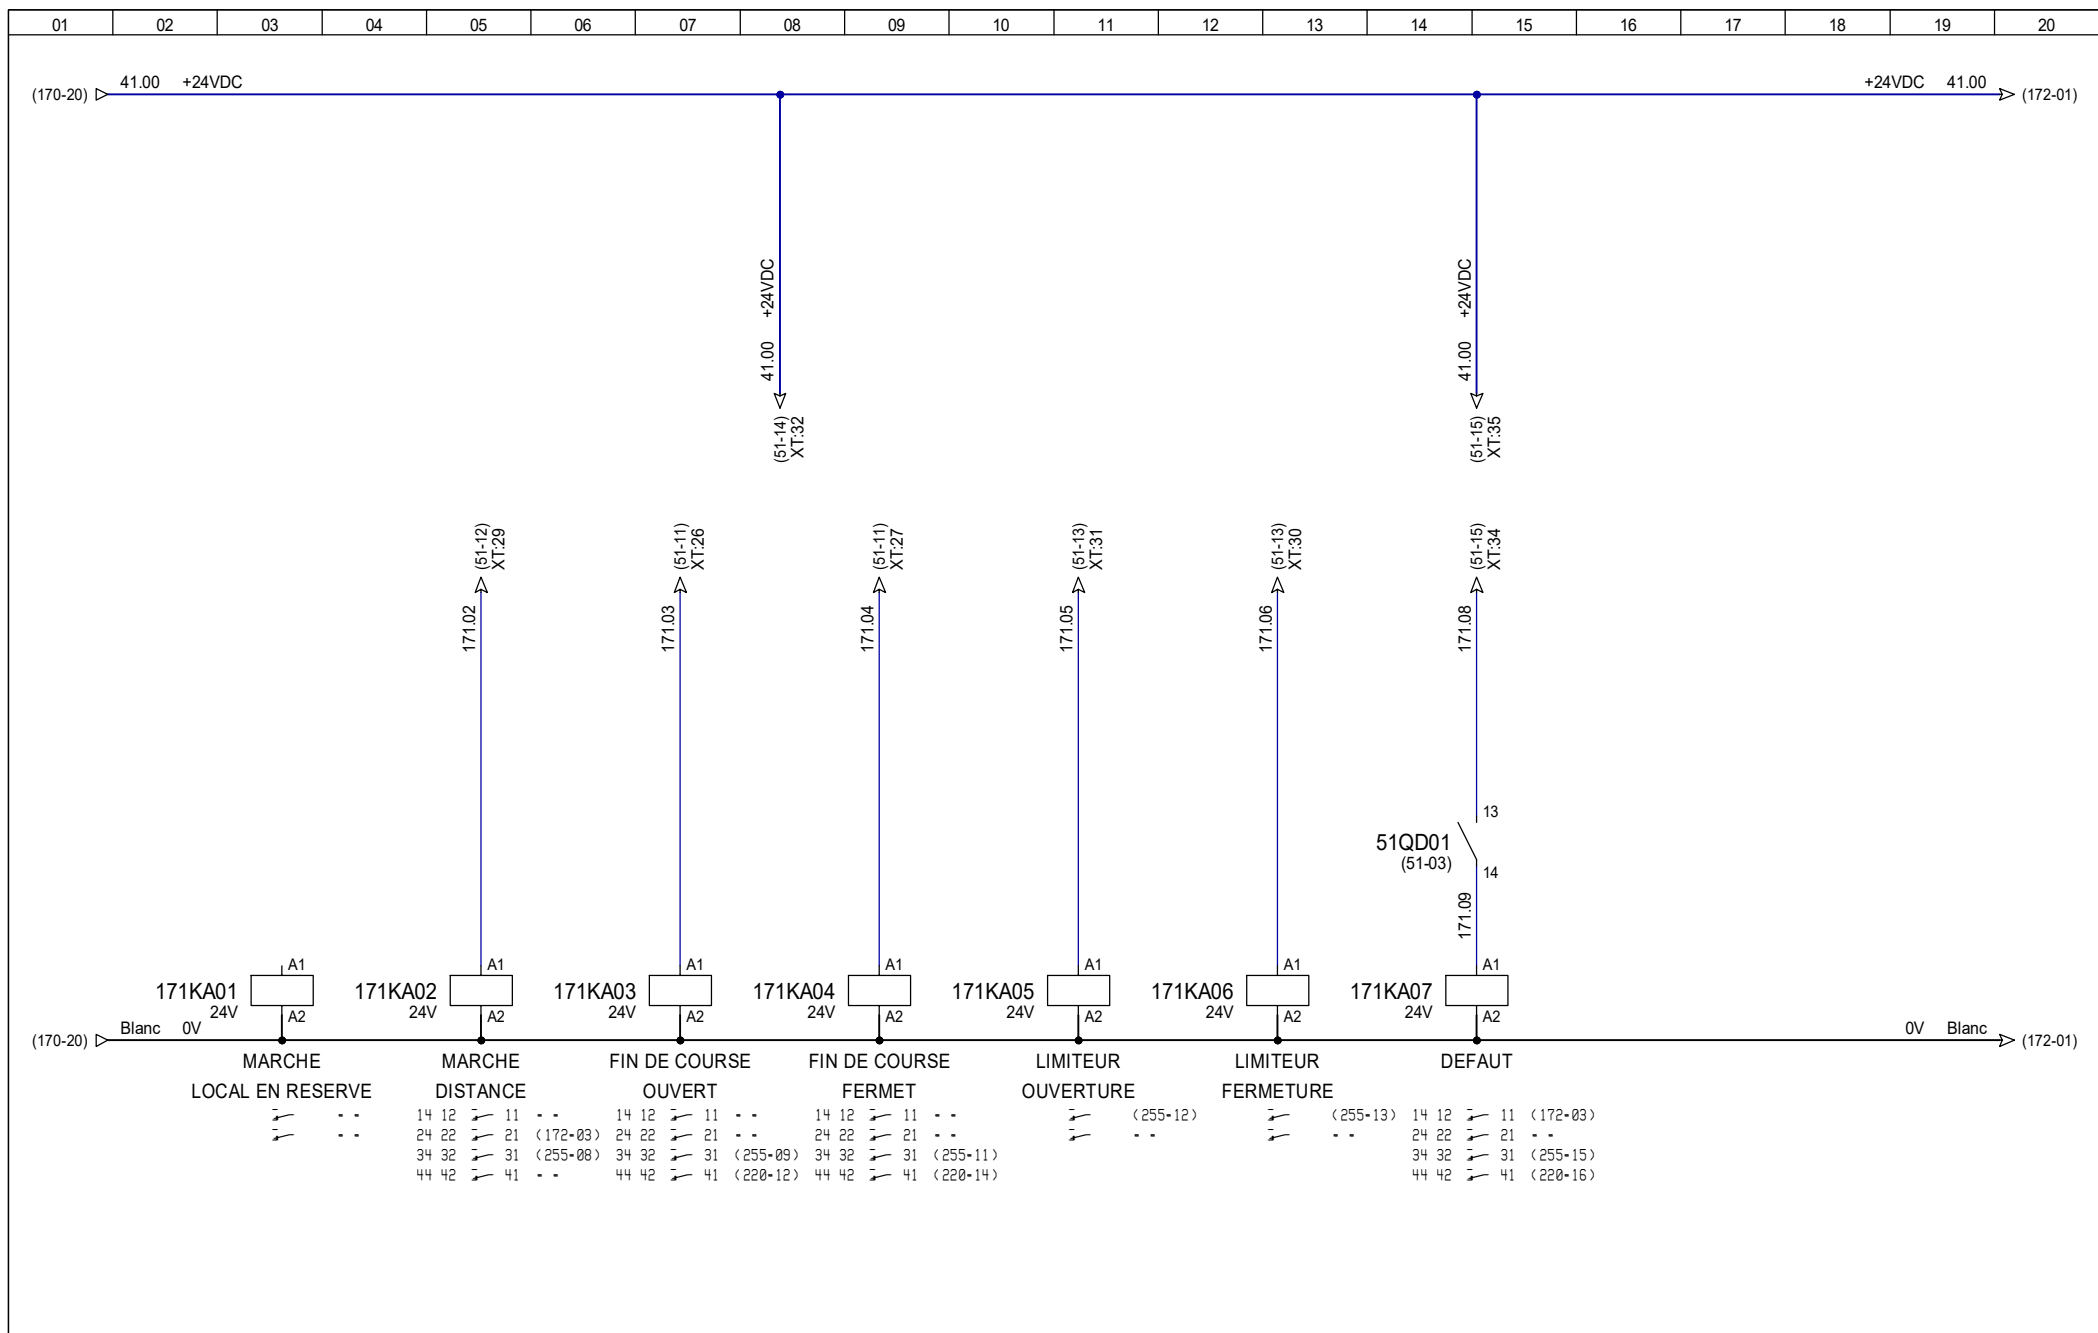 01 02 03 04 05 06 07 08 09 10 11 12 13 14 15 16 17 18 19 20
41.00 +24VDC
+24VDC 41.00
(170-20)
(172-01)
41.00 +24VDC
41.00 +24VDC
(51-14)
XT:32
(51-15)
XT:35
(51-12)
XT:29
(51-11)
XT:26
(51-11)
XT:27
(51-13)
XT:31
(51-13)
XT:30
(51-15)
XT:34
171.02
171.03
171.04
171.05
171.06
171.08
13
51QD01
(51-03)
14
171.09
A1 A1 A1 A1 A1 A1 A1
171KA01 171KA02 171KA03 171KA04 171KA05 171KA06 171KA07
24V 24V 24V 24V 24V 24V 24V
A2 A2 A2 A2 A2 A2 A2
Blanc 0V
0V Blanc
(170-20)
(172-01)
MARCHE
LOCAL EN RESERVE
- -
- -
MARCHE
DISTANCE
14 12 11 - -
24 22 21 (172-03)
34 32 31 (255-08)
44 42 41 - -
FIN DE COURSE
OUVERT
14 12 11 - -
24 22 21 - -
34 32 31 (255-09)
44 42 41 (220-12)
FIN DE COURSE
FERMET
14 12 11 - -
24 22 21 - -
34 32 31 (255-11)
44 42 41 (220-14)
LIMITEUR
OUVERTURE
(255-12)
- -
LIMITEUR
FERMETURE
(255-13)
- -
DEFAUT
14 12 11 (172-03)
24 22 21 - -
34 32 31 (255-15)
44 42 41 (220-16)